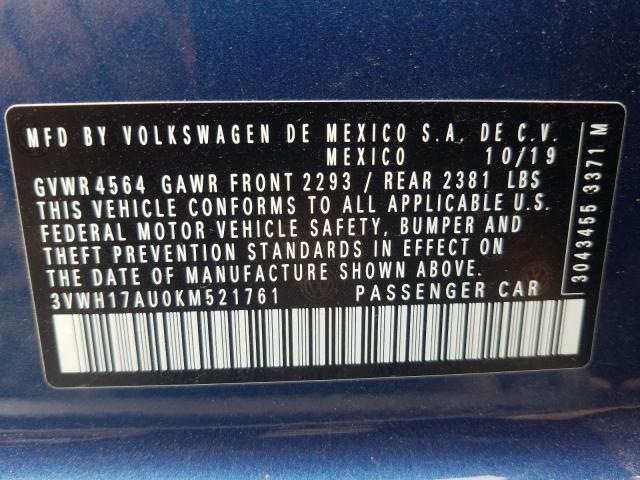 MFD BY VOLKSWAGEN DE MEXICO S.A. DE C.V.
MEXICO 10/19
GVWR 4564 GAWR FRONT 2293 / REAR 2381 LBS
THIS VEHICLE CONFORMS TO ALL APPLICABLE U.S.
FEDERAL MOTOR VEHICLE SAFETY, BUMPER AND
THEFT PREVENTION STANDARDS IN EFFECT ON
THE DATE OF MANUFACTURE SHOWN ABOVE.
3VWH17AU0KM521761 PASSENGER CAR
3043455 3371 M